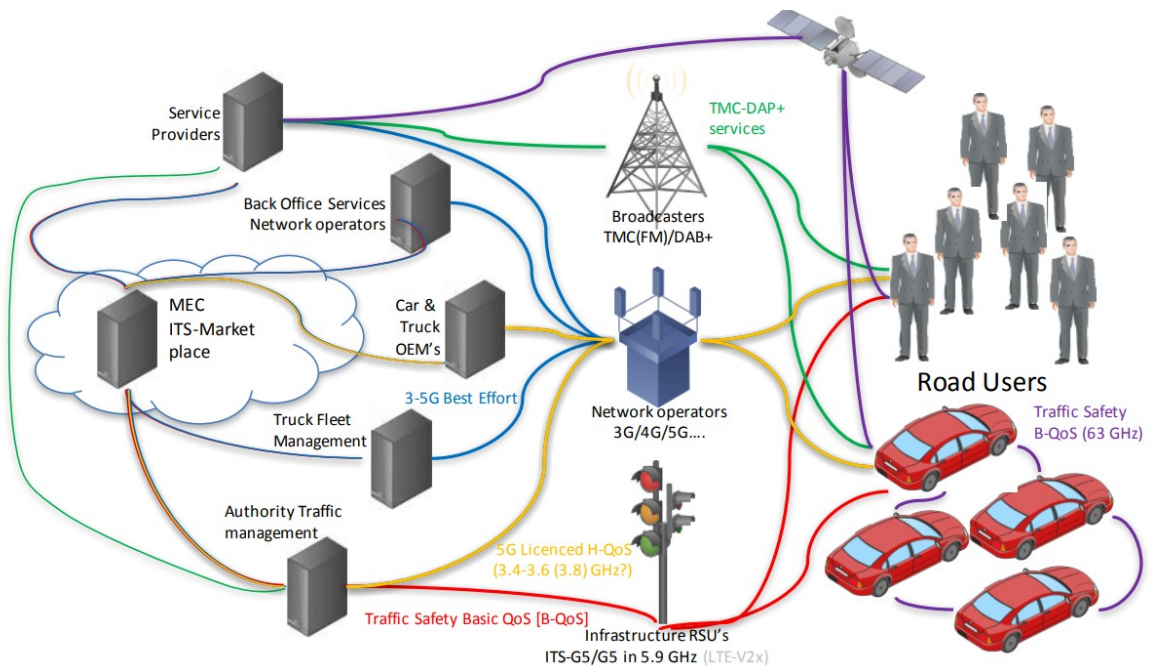 Service
Providers
TMC-DAP+
services
Back Office Services
Network operators
Broadcasters
TMC(FM)/DAB+
MEC
ITS-Market
place
Car &
Truck
OEM's
3-5G Best Effort
Network operators
3G/4G/5G....
Road Users
Truck Fleet
Management
Traffic Safety
B-QoS (63 GHz)
Authority Traffic
management
5G Licenced H-QoS
(3.4-3.6 (3.8) GHz?)
Traffic Safety Basic QoS [B-QoS]
Infrastructure RSU's
ITS-G5/G5 in 5.9 GHz (LTE-V2x)